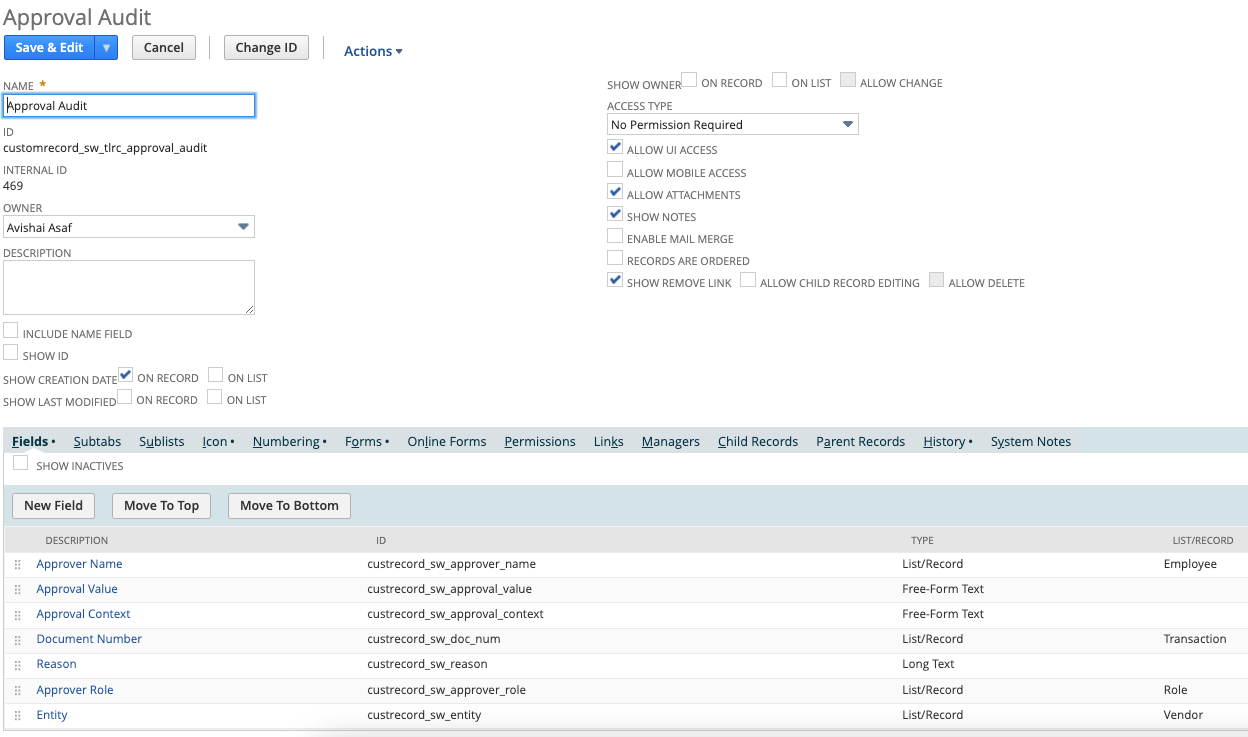 Approval Audit
Save & Edit Cancel Change ID Actions
NAME *
Approval Audit
ID
customrecord_sw_tlrc_approval_audit
INTERNAL ID
469
OWNER
Avishai Asaf
DESCRIPTION
INCLUDE NAME FIELD
SHOW ID
SHOW CREATION DATE ON RECORD ON LIST
SHOW LAST MODIFIED ON RECORD ON LIST
SHOW OWNER ON RECORD ON LIST ALLOW CHANGE
ACCESS TYPE
No Permission Required
ALLOW UI ACCESS
ALLOW MOBILE ACCESS
ALLOW ATTACHMENTS
SHOW NOTES
ENABLE MAIL MERGE
RECORDS ARE ORDERED
SHOW REMOVE LINK ALLOW CHILD RECORD EDITING ALLOW DELETE
Fields • Subtabs Sublists Icon • Numbering • Forms • Online Forms Permissions Links Managers Child Records Parent Records History • System Notes
SHOW INACTIVES
New Field Move To Top Move To Bottom
DESCRIPTION ID TYPE LIST/RECORD
Approver Name custrecord_sw_approver_name List/Record Employee
Approval Value custrecord_sw_approval_value Free-Form Text
Approval Context custrecord_sw_approval_context Free-Form Text
Document Number custrecord_sw_doc_num List/Record Transaction
Reason custrecord_sw_reason Long Text
Approver Role custrecord_sw_approver_role List/Record Role
Entity custrecord_sw_entity List/Record Vendor